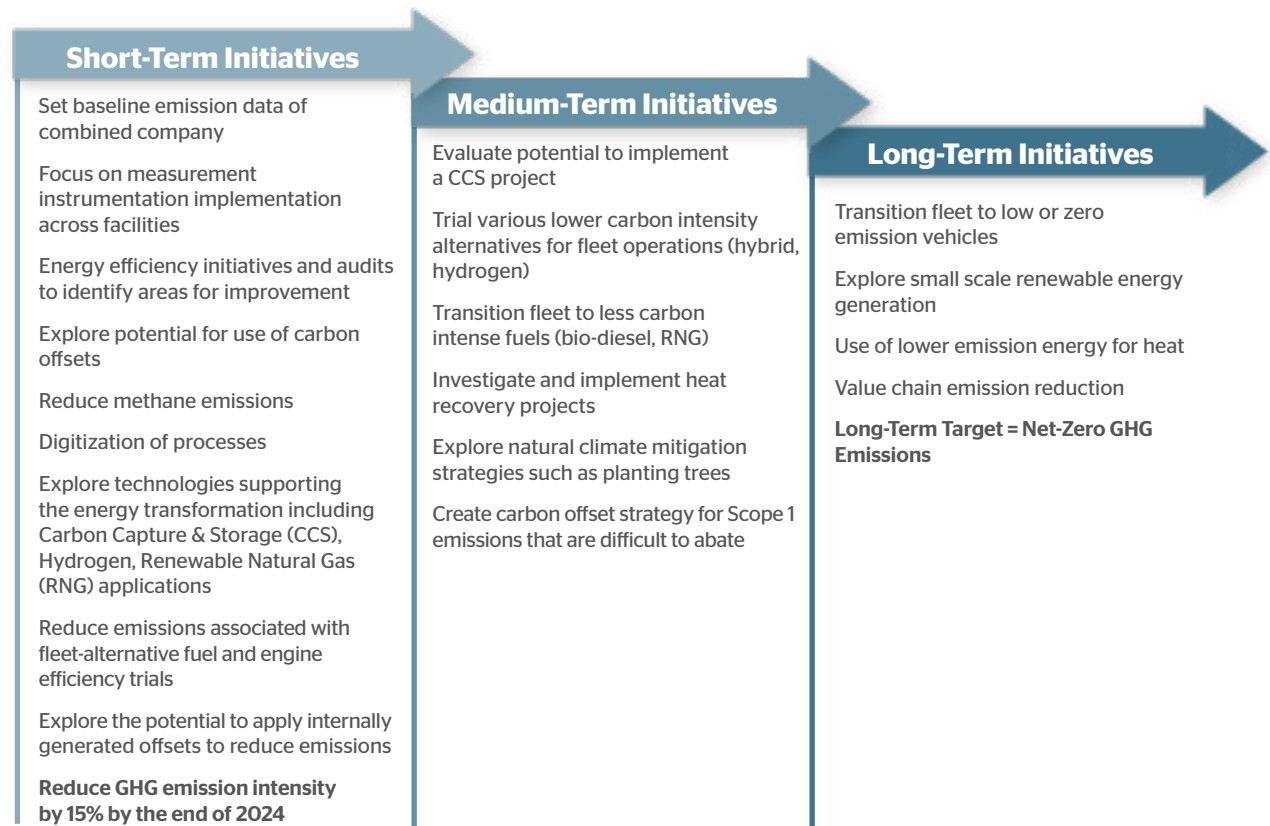 Short-Term Initiatives
Set baseline emission data of
combined company
Focus on measurement
instrumentation implementation
across facilities
Energy efficiency initiatives and audits
to identify areas for improvement
Explore potential for use of carbon
offsets
Reduce methane emissions
Digitization of processes
Explore technologies supporting
the energy transformation including
Carbon Capture & Storage (CCS),
Hydrogen, Renewable Natural Gas
(RNG) applications
Reduce emissions associated with
fleet-alternative fuel and engine
efficiency trials
Explore the potential to apply internally
generated offsets to reduce emissions
Reduce GHG emission intensity
by 15% by the end of 2024
Medium-Term Initiatives
Evaluate potential to implement
a CCS project
Trial various lower carbon intensity
alternatives for fleet operations (hybrid,
hydrogen)
Transition fleet to less carbon
intense fuels (bio-diesel, RNG)
Investigate and implement heat
recovery projects
Explore natural climate mitigation
strategies such as planting trees
Create carbon offset strategy for Scope 1
emissions that are difficult to abate
Long-Term Initiatives
Transition fleet to low or zero
emission vehicles
Explore small scale renewable energy
generation
Use of lower emission energy for heat
Value chain emission reduction
Long-Term Target = Net-Zero GHG
Emissions